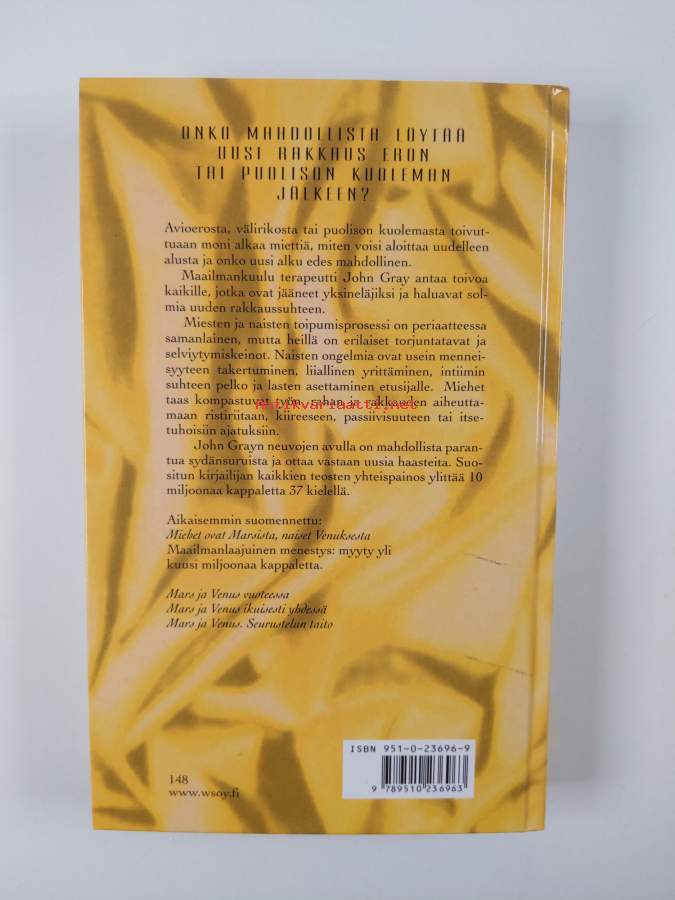 ONKO MAHDOLLISTA LÖYTÄÄ
UUSI RAKKAUS ERON
TAI PUOLISON KUOLEMAN
JÄLKEEN?
Avioerosta, välirikosta tai puolison kuolemasta toivut-
tuaan moni alkaa miettiä, miten voisi aloittaa uudelleen
alusta ja onko uusi alku edes mahdollinen.
Maailmankuulu terapeutti John Gray antaa toivoa
kaikille, jotka ovat jääneet yksineläjiksi ja haluavat sol-
mia uuden rakkaussuhteen.
Miesten ja naisten toipumisprosessi on periaatteessa
samanlainen, mutta heillä on erilaiset torjuntatavat ja
selviytymiskeinot. Naisten ongelmia ovat usein mennei-
syyteen takertuminen, liiallinen yrittäminen, intiimin
suhteen pelko ja lasten asettaminen etusijalle. Miehet
taas kompastuvat työn, rahan ja rakkauden aiheutta-
antikvariaatti.net
maan ristiriitaan, kiireeseen, passiivisuuteen tai itse-
tuhoisiin ajatuksiin.
John Grayn neuvojen avulla on mahdollista paran-
tua sydänsuruista ja ottaa vastaan uusia haasteita. Suo-
situn kirjailijan kaikkien teosten yhteispainos ylittää 10
miljoonaa kappaletta 37 kielellä.
Aikaisemmin suomennettu:
Miehet ovat Marsista, naiset Venuksesta
Maailmanlaajuinen menestys: myyty yli
kuusi miljoonaa kappaletta.
Mars ja Venus vuoteessa
Mars ja Venus ikuisesti yhdessä
Mars ja Venus. Seurustelun taito
ISBN 951-0-23696-9
9 789510 236963
148
www.wsoy.fi